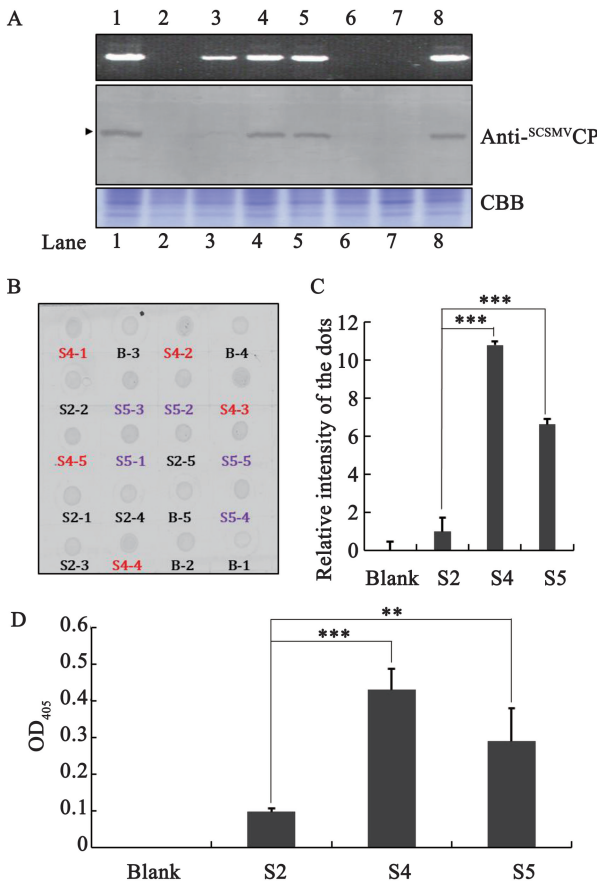 A
1 2 3 4 5 6 7 8
Anti-SCSMVCP
CBB
Lane 1 2 3 4 5 6 7 8
B
S4-1 B-3 S4-2 B-4
S2-2 S5-3 S5-2 S4-3
S4-5 S5-1 S2-5 S5-5
S2-1 S2-4 B-5 S5-4
S2-3 S4-4 B-2 B-1
C
***
***
12
10
8
6
4
2
0
Relative intensity of the dots
Blank S2 S4 S5
D
**
***
0.6
0.5
0.4
0.3
0.2
0.1
0
OD405
Blank S2 S4 S5